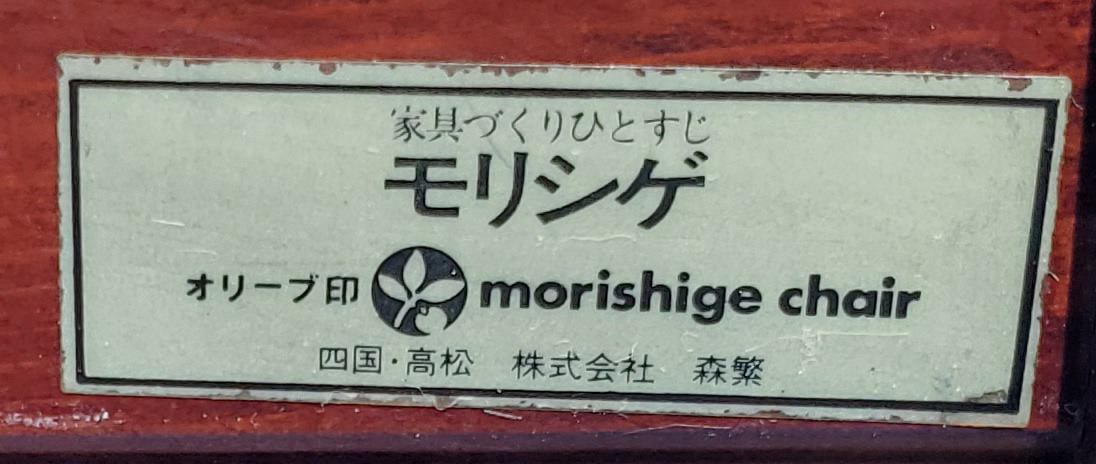 家具づくりひとすじ
モリシゲ
オリーブ印 morishige chair
四国・高松 株式会社 森繁